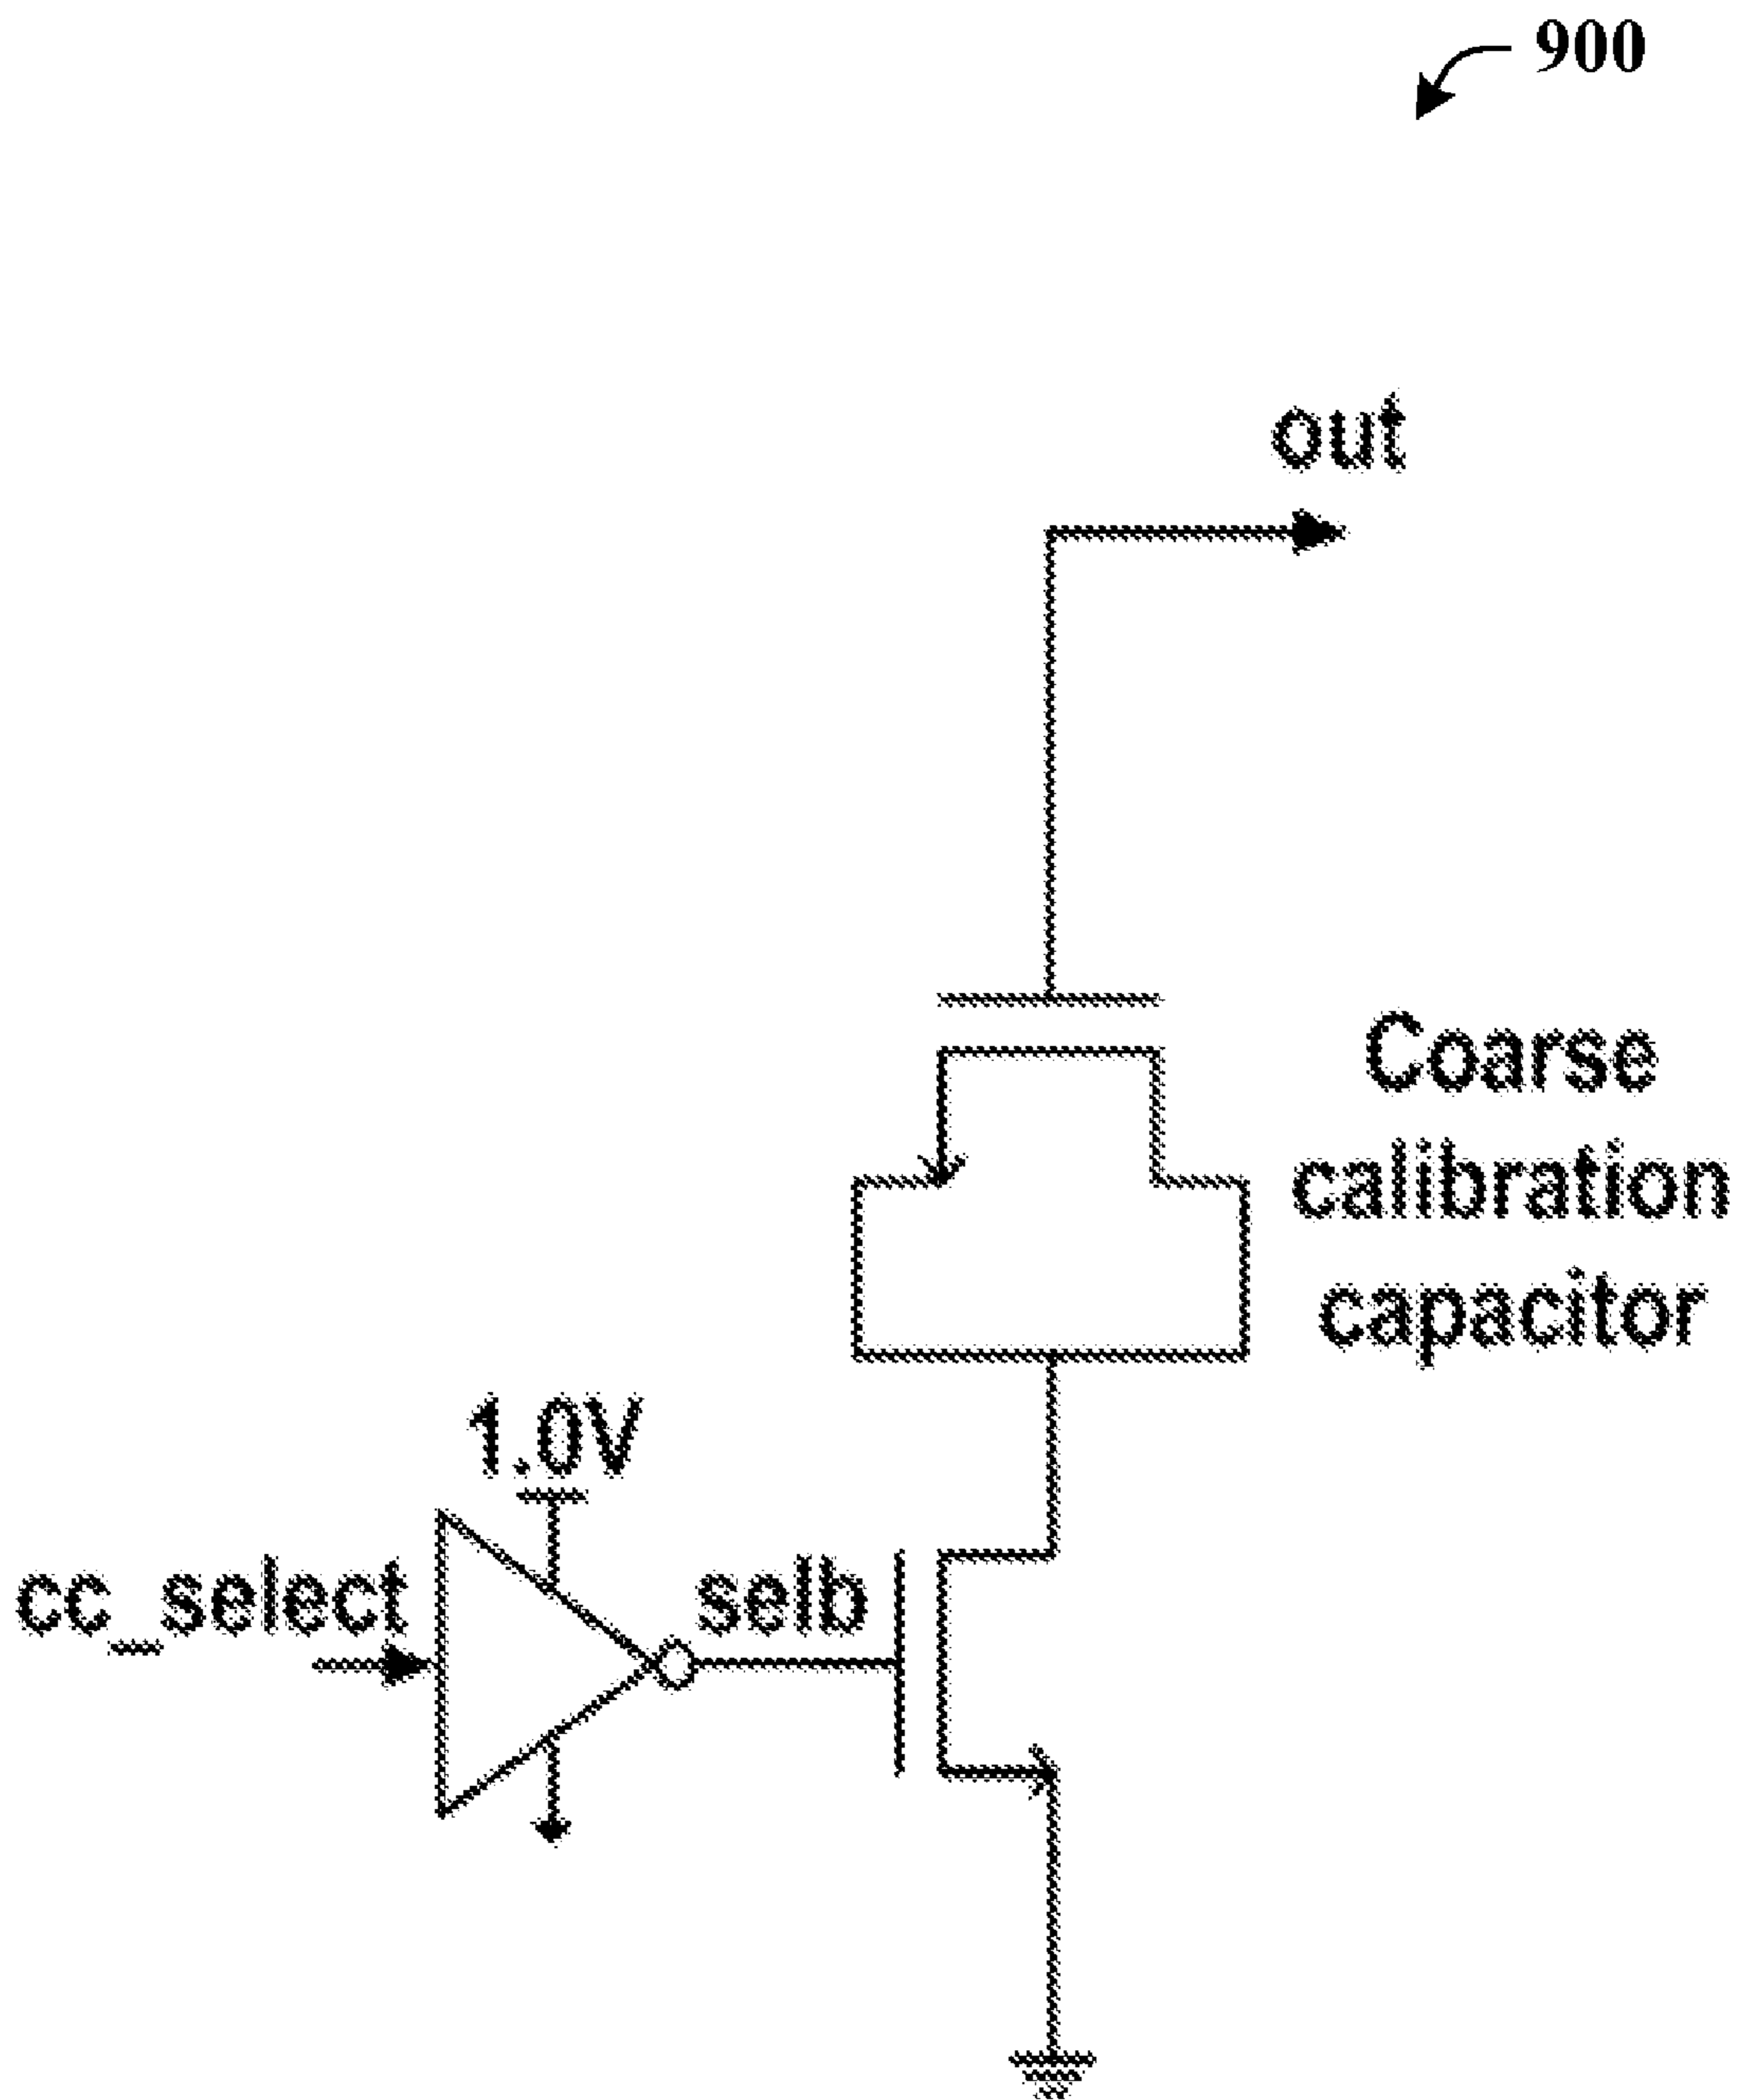 900
out
Coarse
calibration
capacitor
1.0V
cc_select
selb